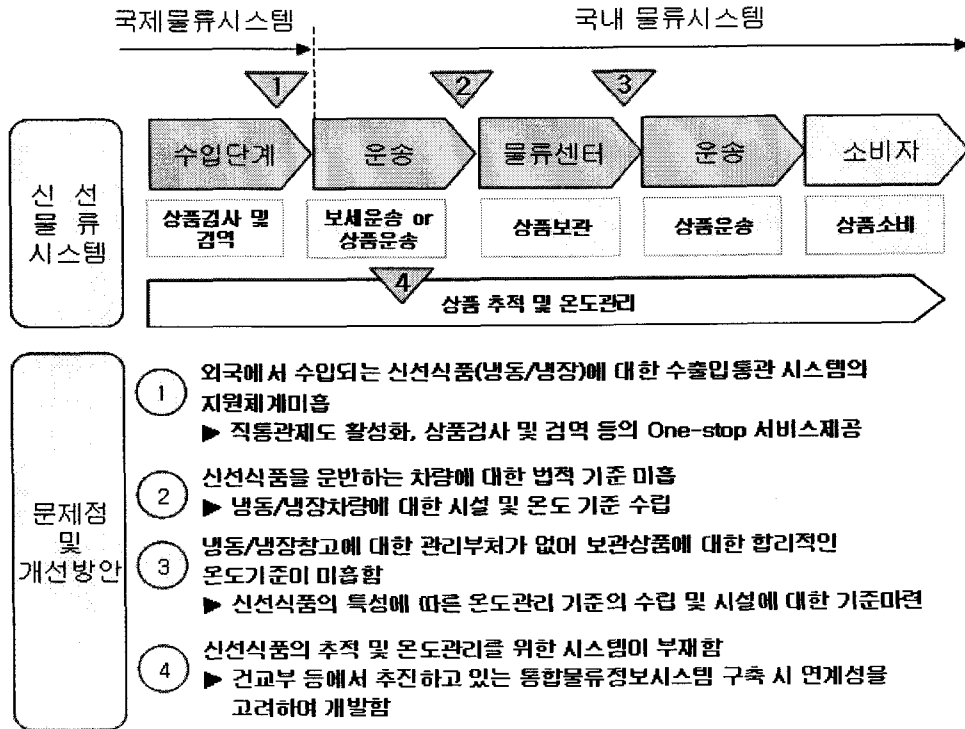 국제물류시스템
국내 물류시스템
1
2
3
신 선
물 류
시스템
수입단계
운송
물류센터
운송
소비자
상품검사 및
검역
보세운송 or
상품운송
상품보관
상품운송
상품소비
4
상품 추적 및 온도관리
문제점
및
개선방안
1
외국에서 수입되는 신선식품(냉동/냉장)에 대한 수출입통관 시스템의
지원체계미흡
▶ 직통관제도 활성화, 상품검사 및 검역 등의 One-stop 서비스제공
2
신선식품을 운반하는 차량에 대한 법적 기준 미흡
▶ 냉동/냉장차량에 대한 시설 및 온도 기준 수립
3
냉동/냉장창고에 대한 관리부처가 없어 보관상품에 대한 합리적인
온도기준이 미흡함
▶ 신선식품의 특성에 따른 온도관리 기준의 수립 및 시설에 대한 기준마련
4
신선식품의 추적 및 온도관리를 위한 시스템이 부재함
▶ 건교부 등에서 추진하고 있는 통합물류정보시스템 구축 시 연계성을
고려하며 개발함